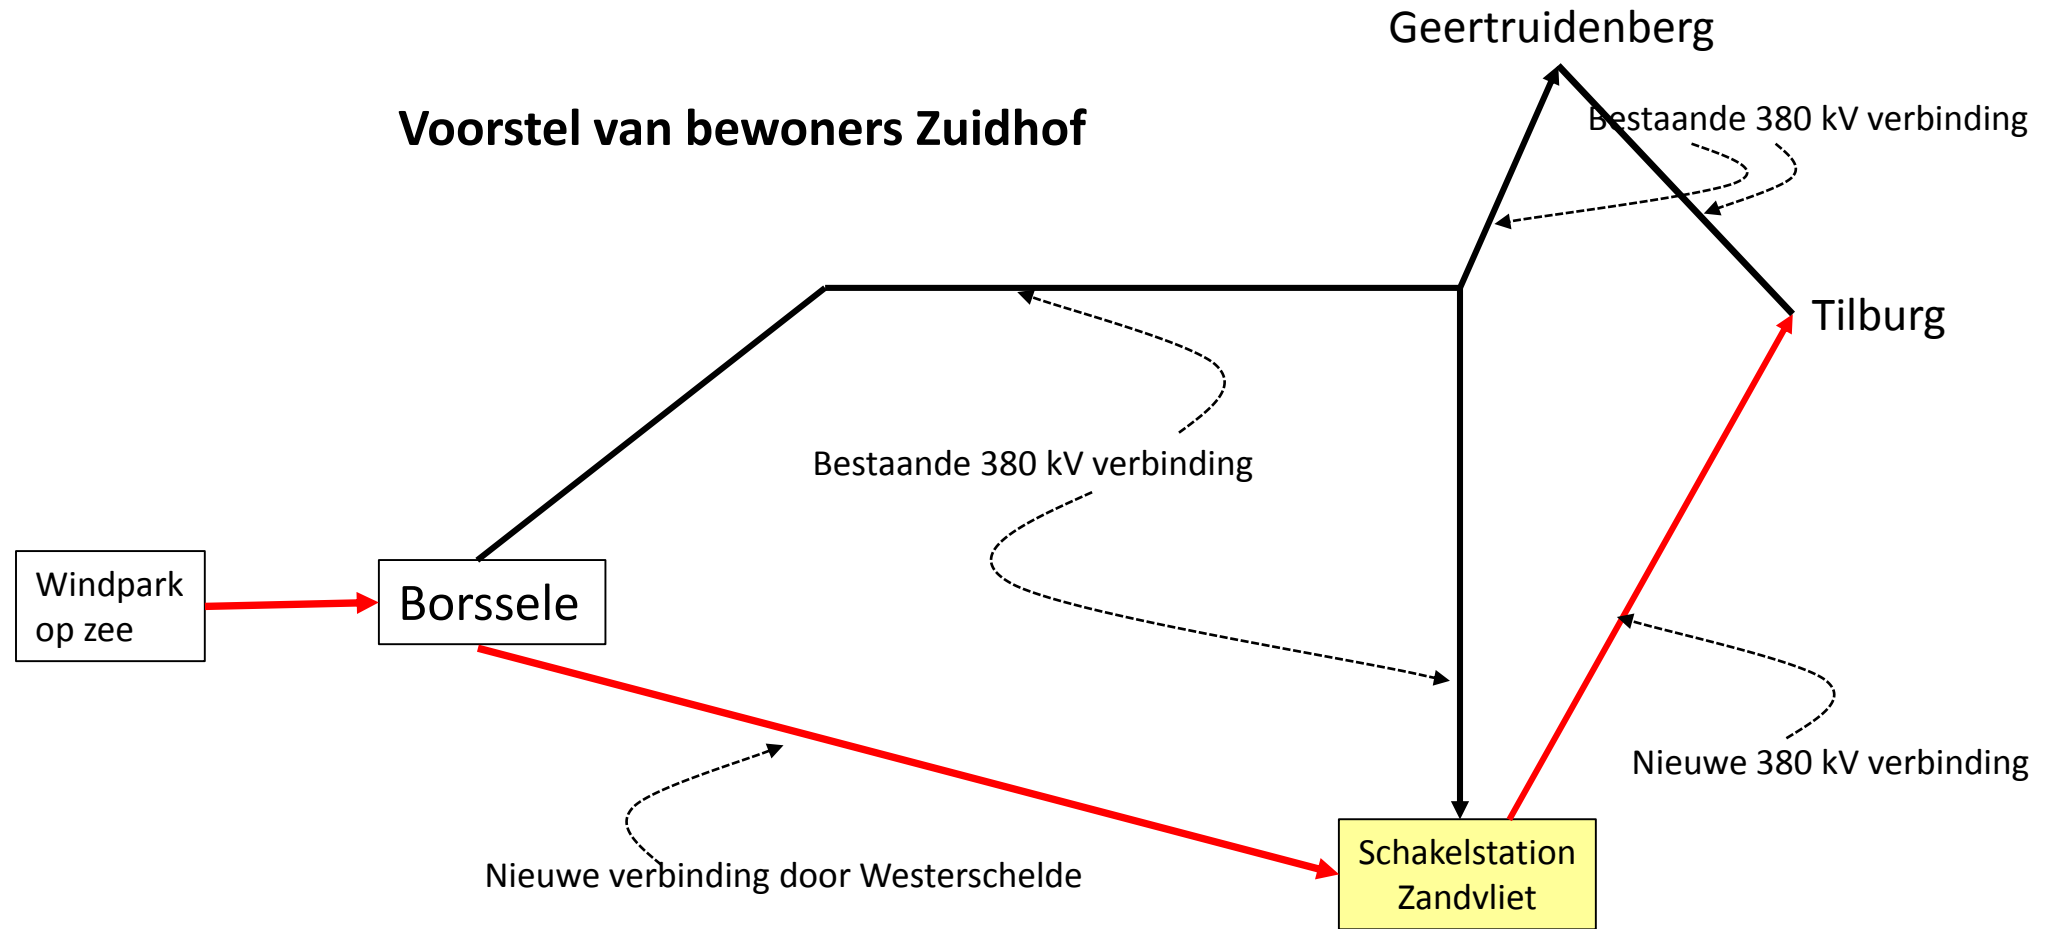 Geertruidenberg
Voorstel van bewoners Zuidhof
Bestaande 380 kV verbinding
Tilburg
Bestaande 380 kV verbinding
Windpark
op zee
Borssele
Nieuwe 380 kV verbinding
Nieuwe verbinding door Westerschelde
Schakelstation
Zandvliet